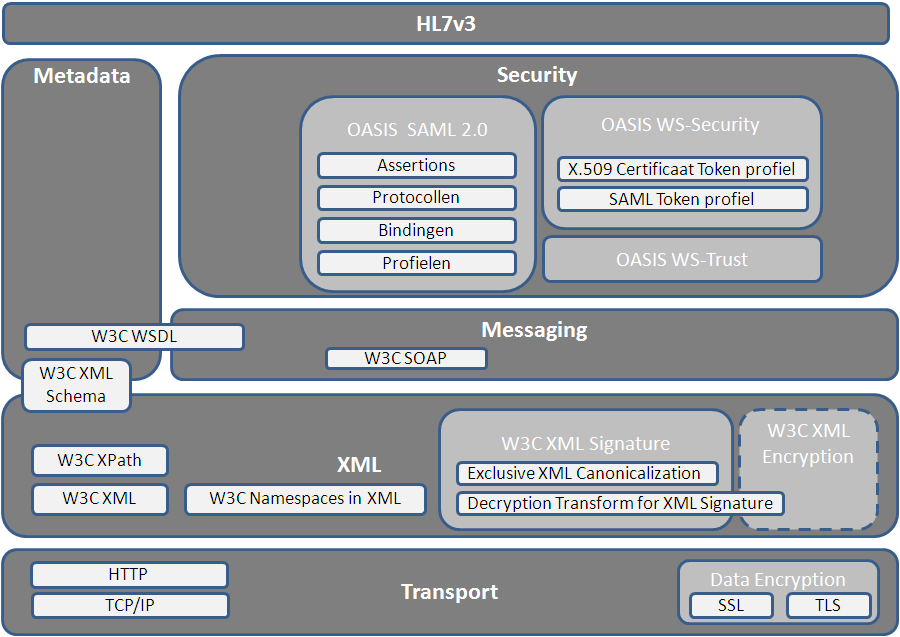 HL7v3
Metadata
Security
OASIS SAML 2.0
Assertions
Protocollen
Bindingen
Profielen
OASIS WS-Security
X.509 Certificaat Token profiel
SAML Token profiel
OASIS WS-Trust
W3C WSDL
Messaging
W3C SOAP
W3C XML
Schema
W3C XPath
W3C XML
XML
W3C Namespaces in XML
W3C XML Signature
Exclusive XML Canonicalization
Decryption Transform for XML Signature
W3C XML
Encryption
HTTP
TCP/IP
Transport
Data Encryption
SSL
TLS